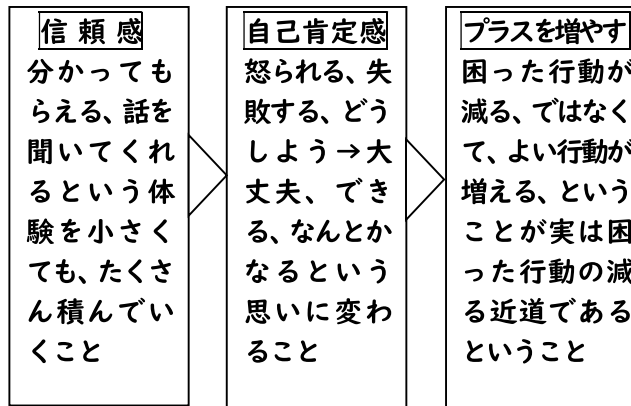 信頼感
分かっても
らえる、話を
聞いてくれ
るという体
験を小さく
ても、たくさ
ん積んでい
くこと
自己肯定感
怒られる、失
敗する、どう
しよう→大
丈夫、でき
る、なんとか
なるという
思いに変わ
ること
プラスを増やす
困った行動が
減る、ではなく
て、よい行動が
増える、という
ことが実は困
った行動の減
る近道である
ということ